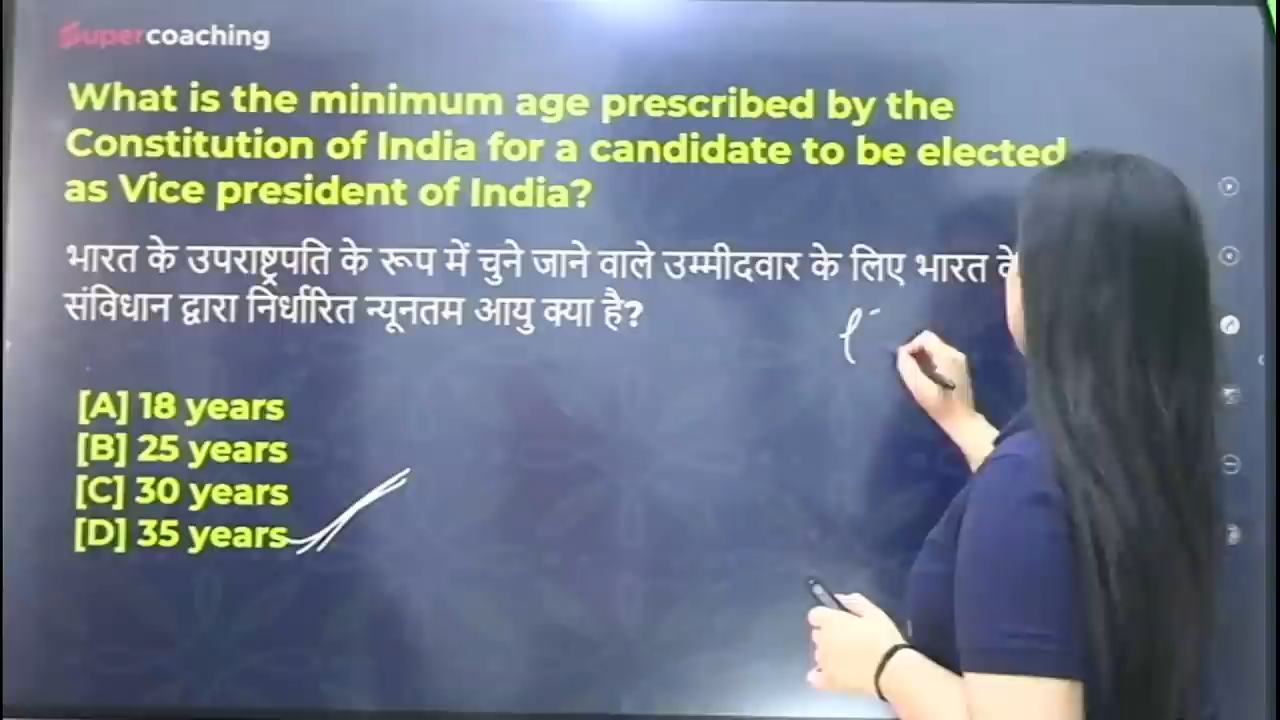 Supercoaching
What is the minimum age prescribed by the
Constitution of India for a candidate to be elected
as Vice president of India?
भारत के उपराष्ट्रपति के रूप में चुने जाने वाले उम्मीदवार के लिए भारत
संविधान द्वारा निर्धारित न्यूनतम आयु क्या है?
[A] 18 years
[B] 25 years
[C] 30 years
[D] 35 years